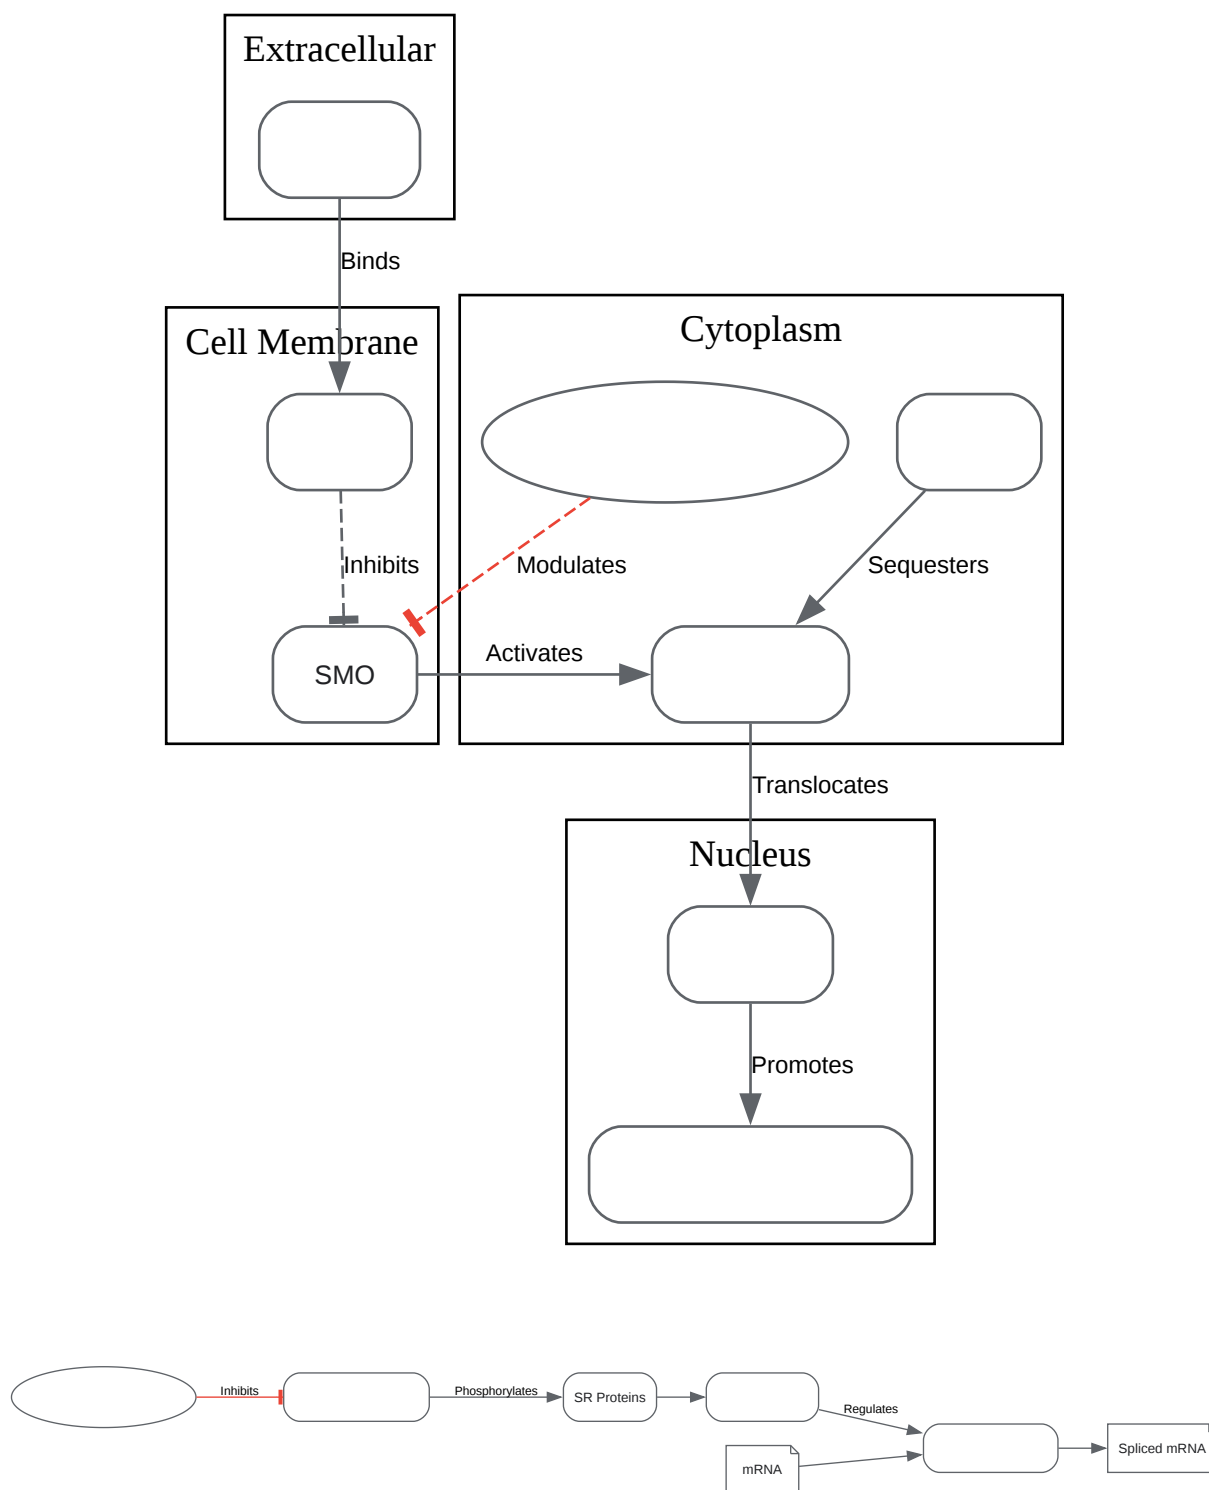 Extracellular
Binds
Cell Membrane
Cytoplasm
Inhibits
Modulates
Sequesters
SMO
Activates
Translocates
Nucleus
Promotes
Inhibits
Phosphorylates
SR Proteins
Regulates
mRNA
Spliced mRNA